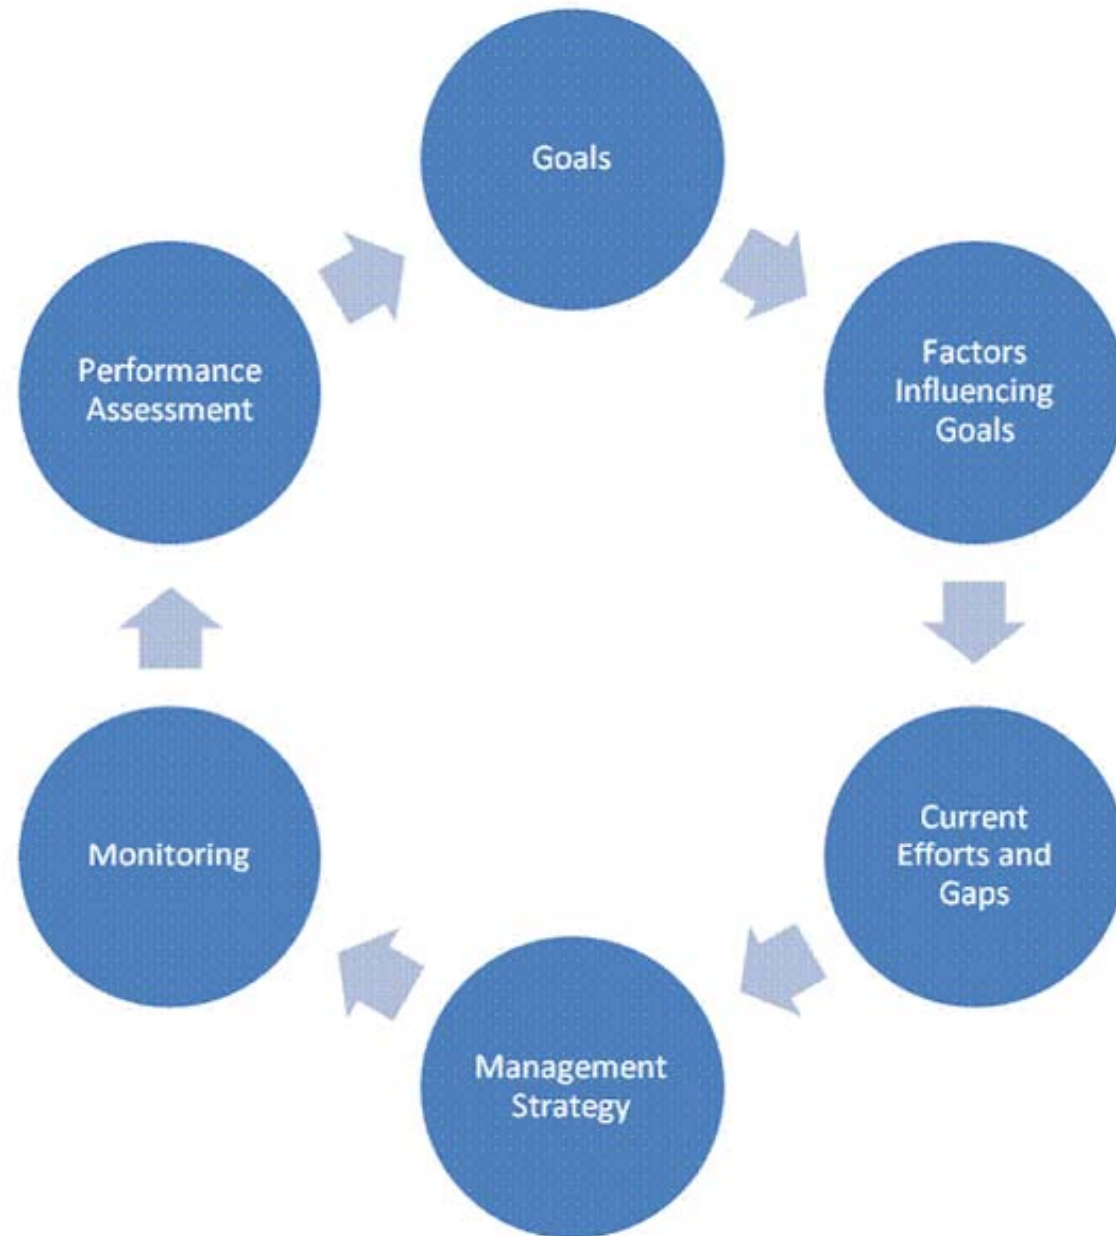 Goals
Factors
Influencing
Goals
Current
Efforts and
Gaps
Management
Strategy
Monitoring
Performance
Assessment